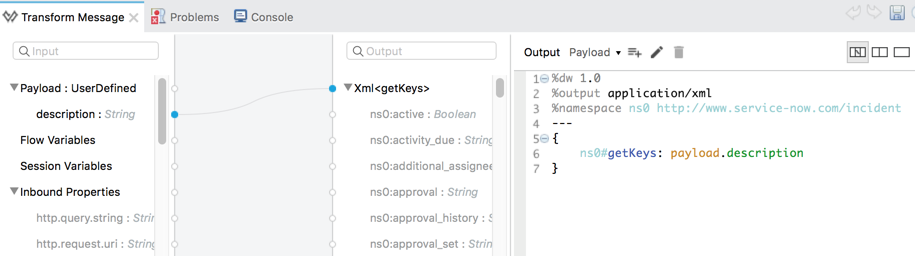 Transform Message Problems Console
Input
Payload : UserDefined
description : String
Flow Variables
Session Variables
Inbound Properties
http.query.string : Strin
http.request.uri : String
Output
Xml<getKeys>
ns0:active : Boolean
ns0:activity_due : String
ns0:additional_assignee
ns0:approval : String
ns0:approval_history : S
ns0:approval_set : String
Output Payload
1 %dw 1.0
2 %output application/xml
3 %namespace ns0 http://www.service-now.com/incident
4 ---
5 {
6 ns0#getKeys: payload.description
7 }